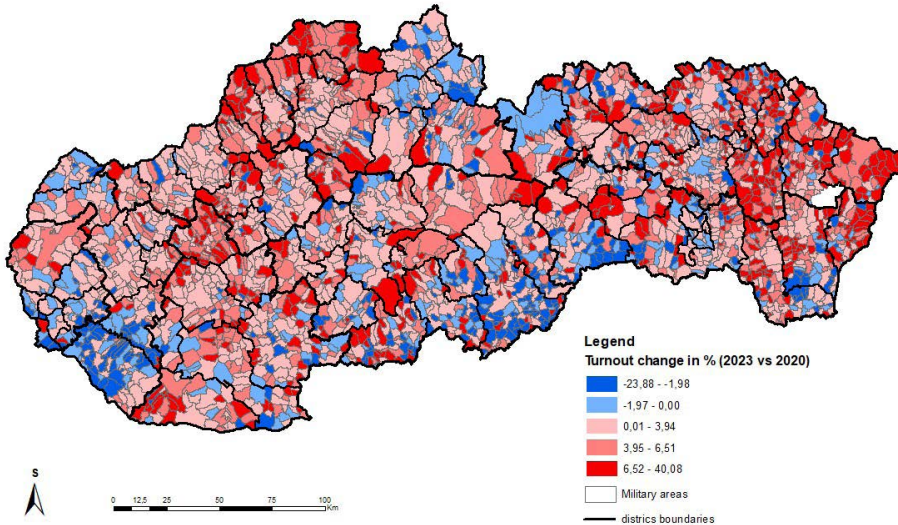 Legend
Turnout change in % (2023 vs 2020)
-23,88 - -1,98
-1,97 - 0,00
0,01 - 3,94
3,95 - 6,51
6,52 - 40,08
Military areas
districs boundaries
S
0 12,5 25 50 75 100
Km